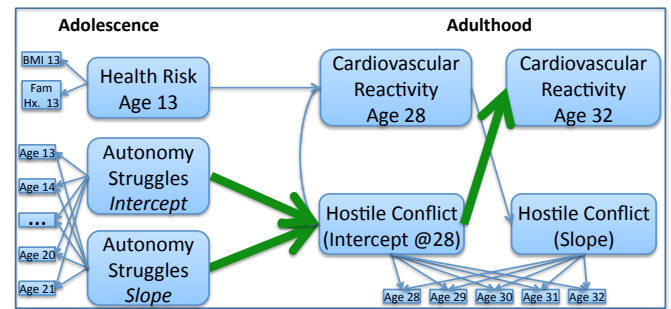 Adolescence
Adulthood
BMI 13
Fam
Hx. 13
Health Risk
Age 13
Cardiovascular
Reactivity
Age 28
Cardiovascular
Reactivity
Age 32
Age 13
Age 14
...
Age 20
Age 21
Autonomy
Struggles
Intercept
Autonomy
Struggles
Slope
Hostile Conflict
(Intercept @28)
Hostile Conflict
(Slope)
Age 28
Age 29
Age 30
Age 31
Age 32